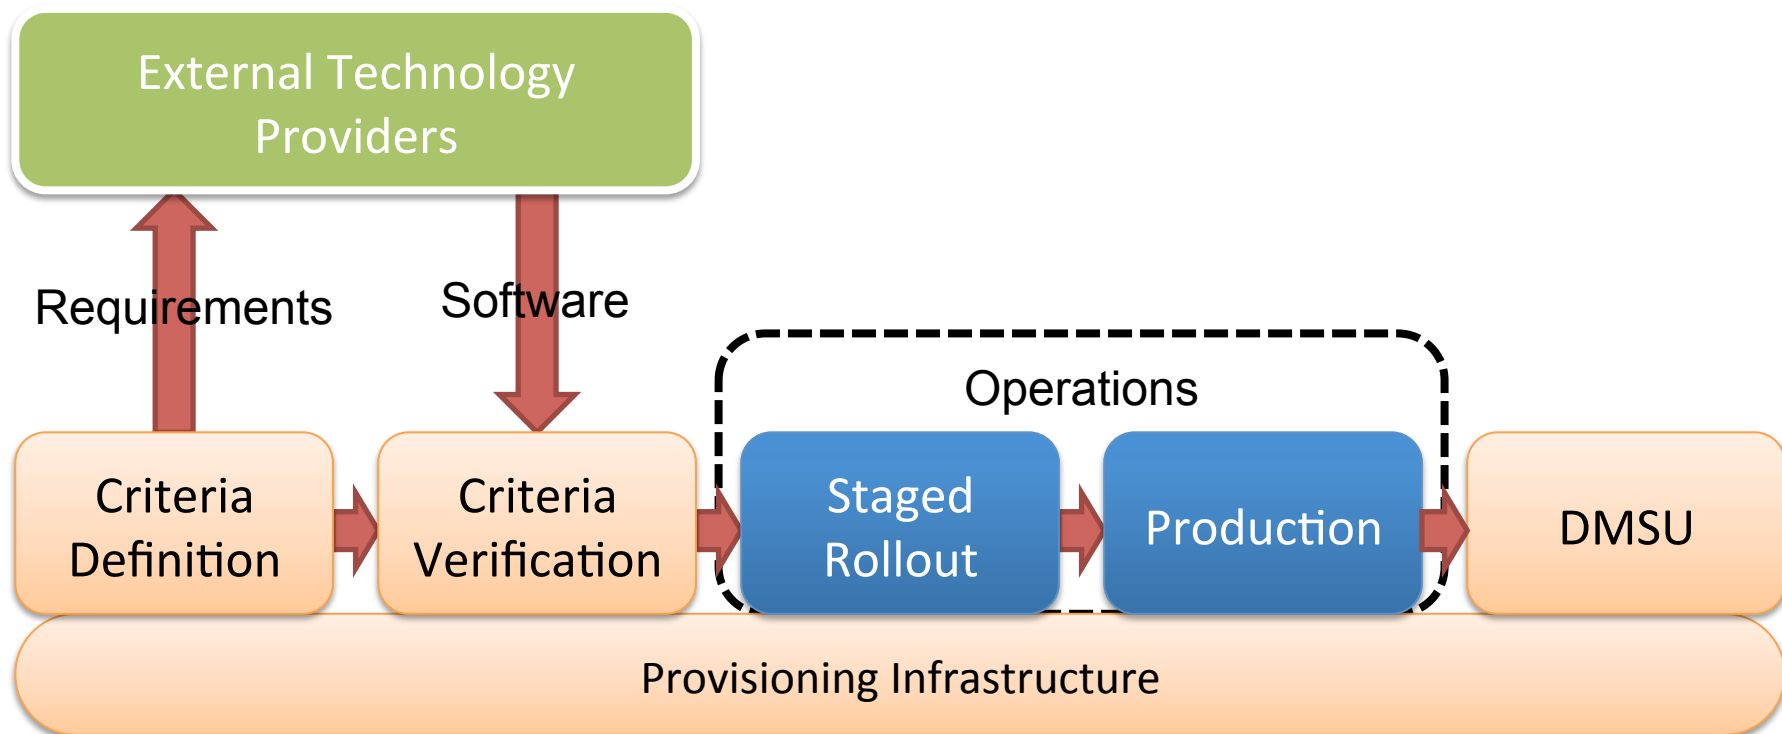 External Technology
Providers
Requirements
Software
Operations
Criteria
Definition
Criteria
Verification
Staged
Rollout
Production
DMSU
Provisioning Infrastructure